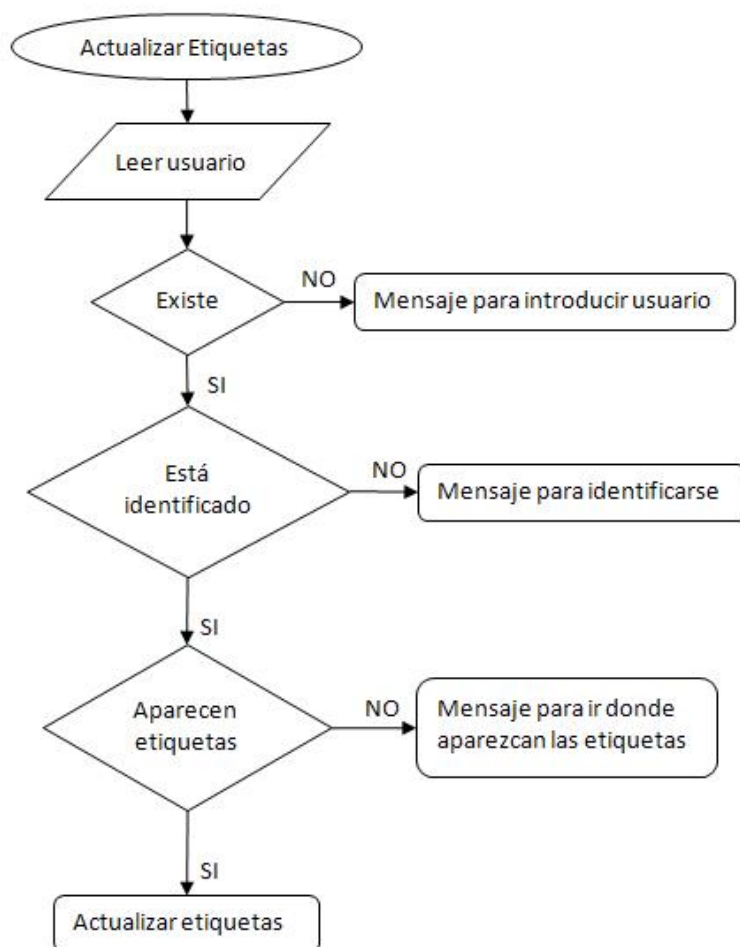 Actualizar Etiquetas
Leer usuario
Existe
NO
Mensaje para introducir usuario
SI
Está
identificado
NO
Mensaje para identificarse
SI
Aparecen
etiquetas
NO
Mensaje para ir donde
aparezcan las etiquetas
SI
Actualizar etiquetas